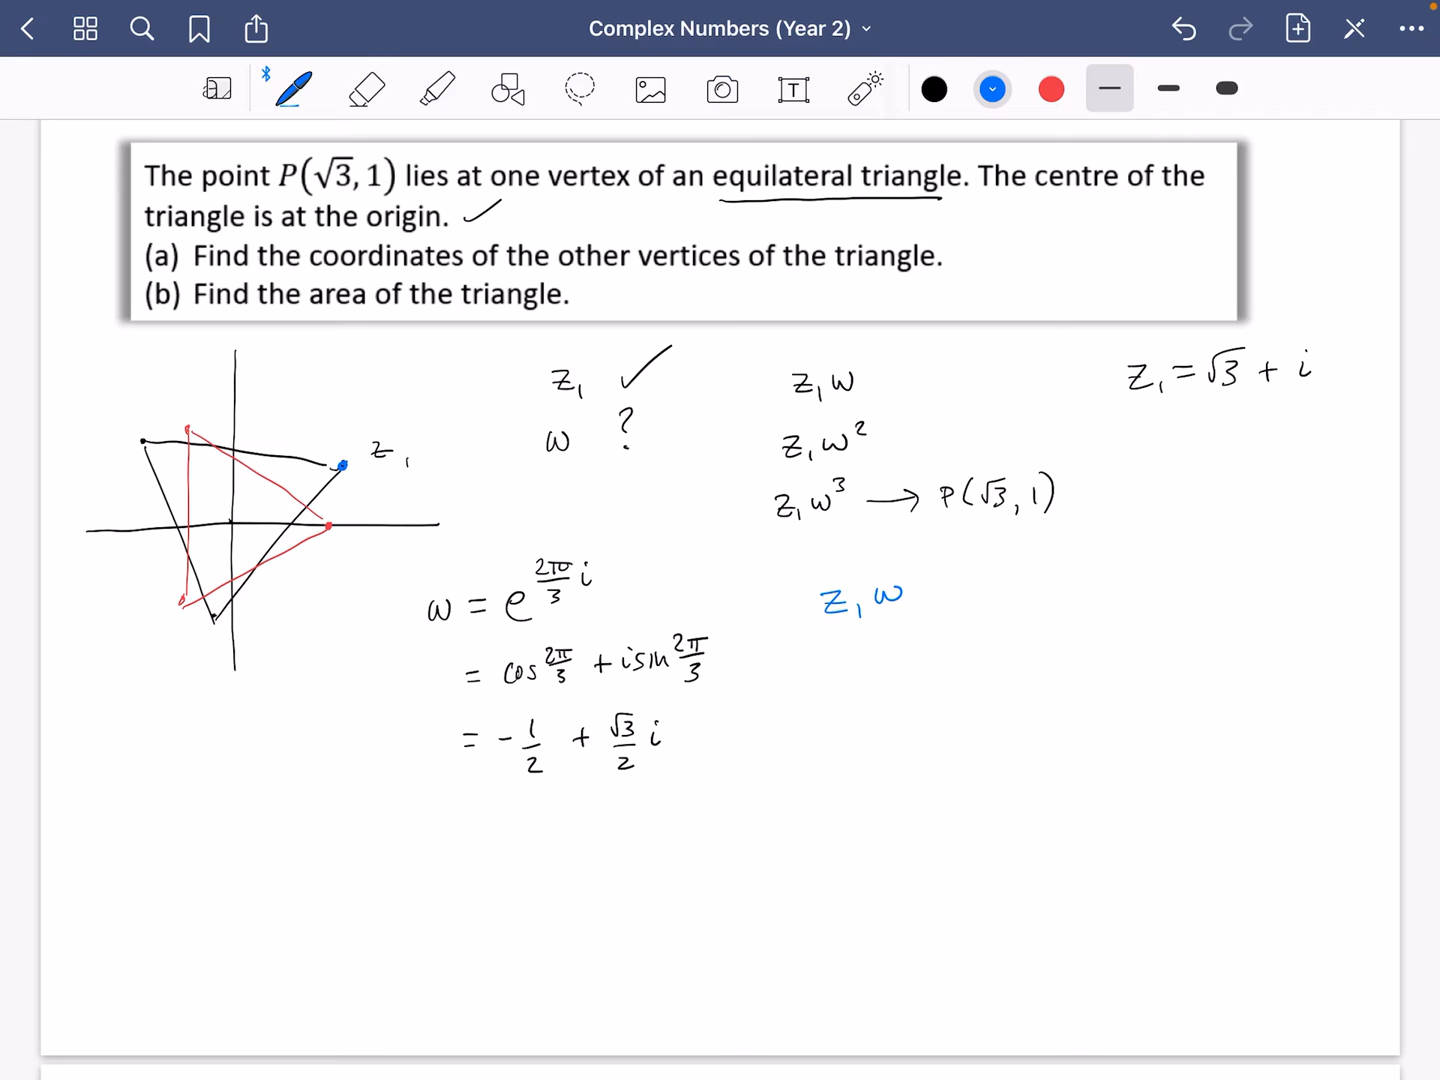 Complex Numbers (Year 2)
a
T
The point P(√3, 1) lies at one vertex of an equilateral triangle. The centre of the
triangle is at the origin. ✓
(a) Find the coordinates of the other vertices of the triangle.
(b) Find the area of the triangle.
z₁ ✓
ω ?
z₁ω
z₁ω²
z₁ω³ → P(√3, 1)
z₁ = √3 + i
z₁
ω = e^(2π/3 i)
= cos 2π/3 + i sin 2π/3
= -1/2 + √3/2 i
z₁ω